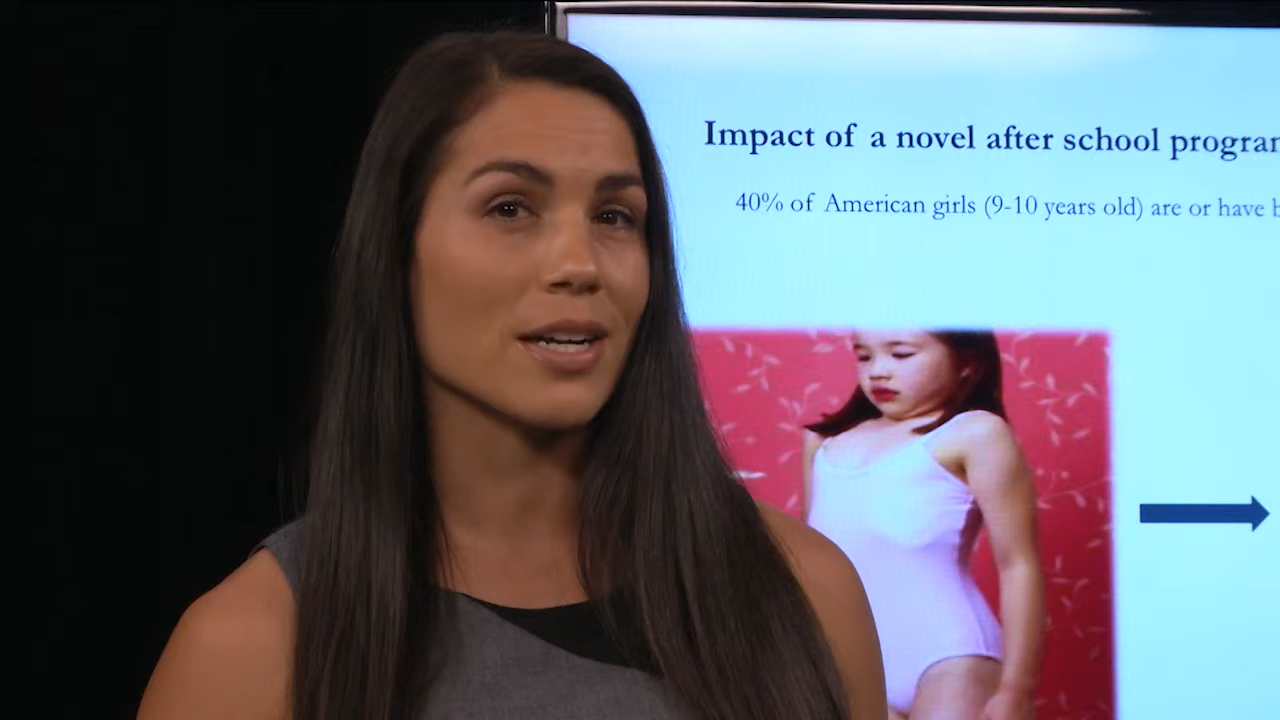 Impact of a novel after school
40% of American girls (9-10 years old) are or have